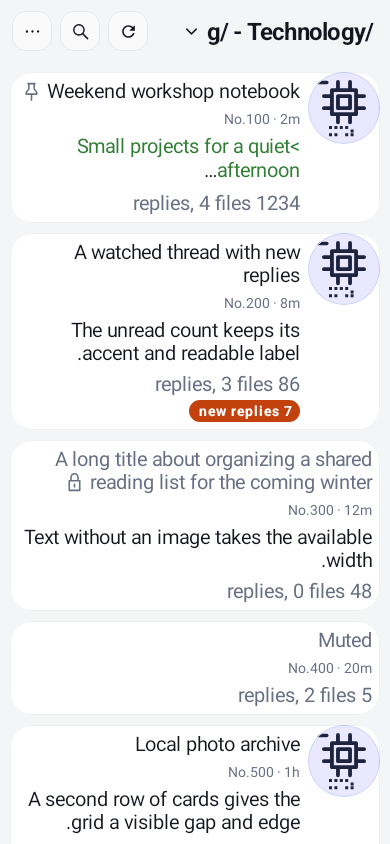 g/ - Technology/
Weekend workshop notebook
No.100 · 2m
Small projects for a quiet<
…afternoon
replies, 4 files 1234
A watched thread with new
replies
No.200 · 8m
The unread count keeps its
.accent and readable label
replies, 3 files 86
new replies 7
A long title about organizing a shared
reading list for the coming winter
No.300 · 12m
Text without an image takes the available
.width
replies, 0 files 48
Muted
No.400 · 20m
replies, 2 files 5
Local photo archive
No.500 · 1h
A second row of cards gives the
.grid a visible gap and edge